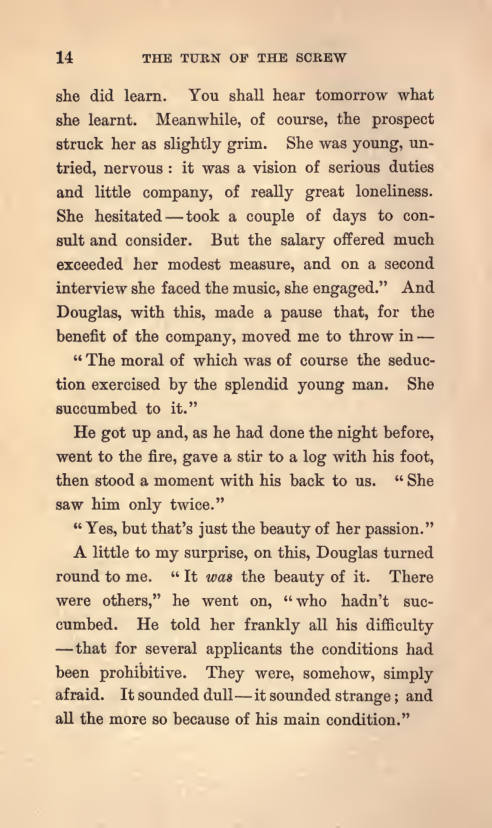 14 THE TURN OF THE SCREW
she did learn. You shall hear tomorrow what
she learnt. Meanwhile, of course, the prospect
struck her as slightly grim. She was young, un-
tried, nervous : it was a vision of serious duties
and little company, of really great loneliness.
She hesitated — took a couple of days to con-
sult and consider. But the salary offered much
exceeded her modest measure, and on a second
interview she faced the music, she engaged.” And
Douglas, with this, made a pause that, for the
benefit of the company, moved me to throw in —
“ The moral of which was of course the seduc-
tion exercised by the splendid young man. She
succumbed to it.”
He got up and, as he had done the night before,
went to the fire, gave a stir to a log with his foot,
then stood a moment with his back to us. “ She
saw him only twice.”
“ Yes, but that’s just the beauty of her passion.”
A little to my surprise, on this, Douglas turned
round to me. “ It was the beauty of it. There
were others,” he went on, “ who hadn’t suc-
cumbed. He told her frankly all his difficulty
— that for several applicants the conditions had
been prohibitive. They were, somehow, simply
afraid. It sounded dull — it sounded strange ; and
all the more so because of his main condition.”